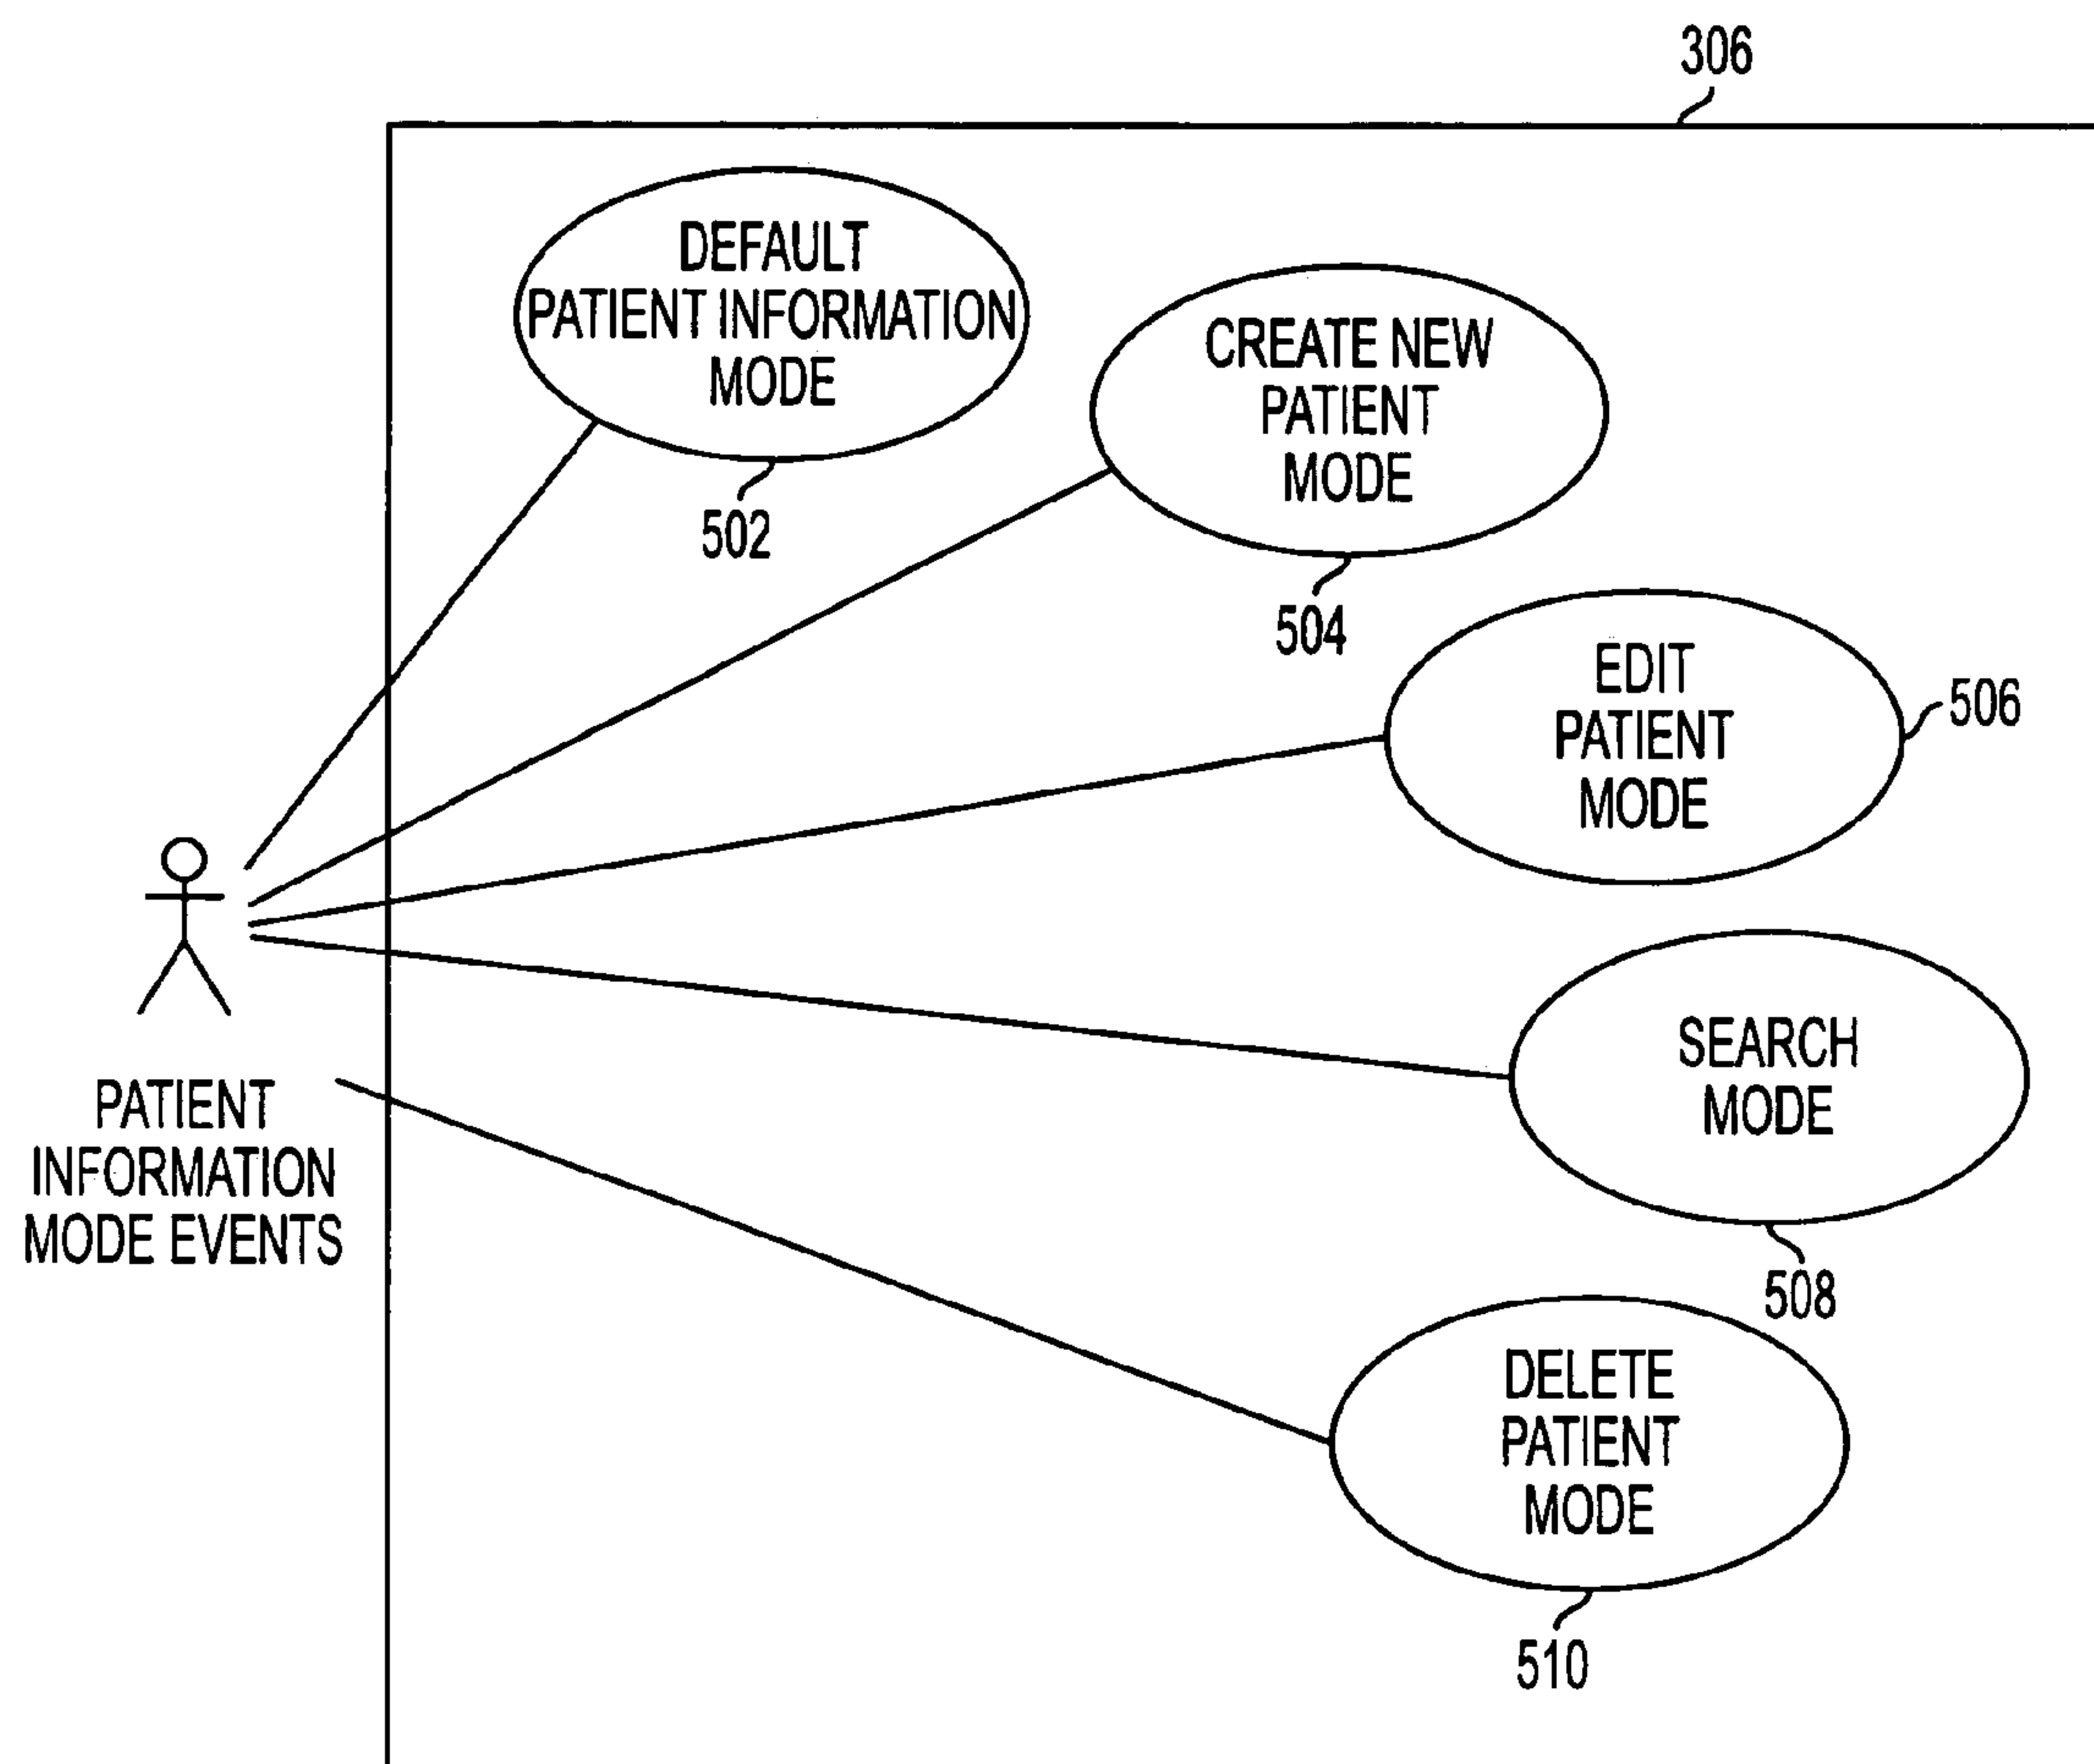 306
DEFAULT
PATIENT INFORMATION
MODE
502
CREATE NEW
PATIENT
MODE
504
EDIT
PATIENT
MODE
506
SEARCH
MODE
508
PATIENT
INFORMATION
MODE EVENTS
DELETE
PATIENT
MODE
510